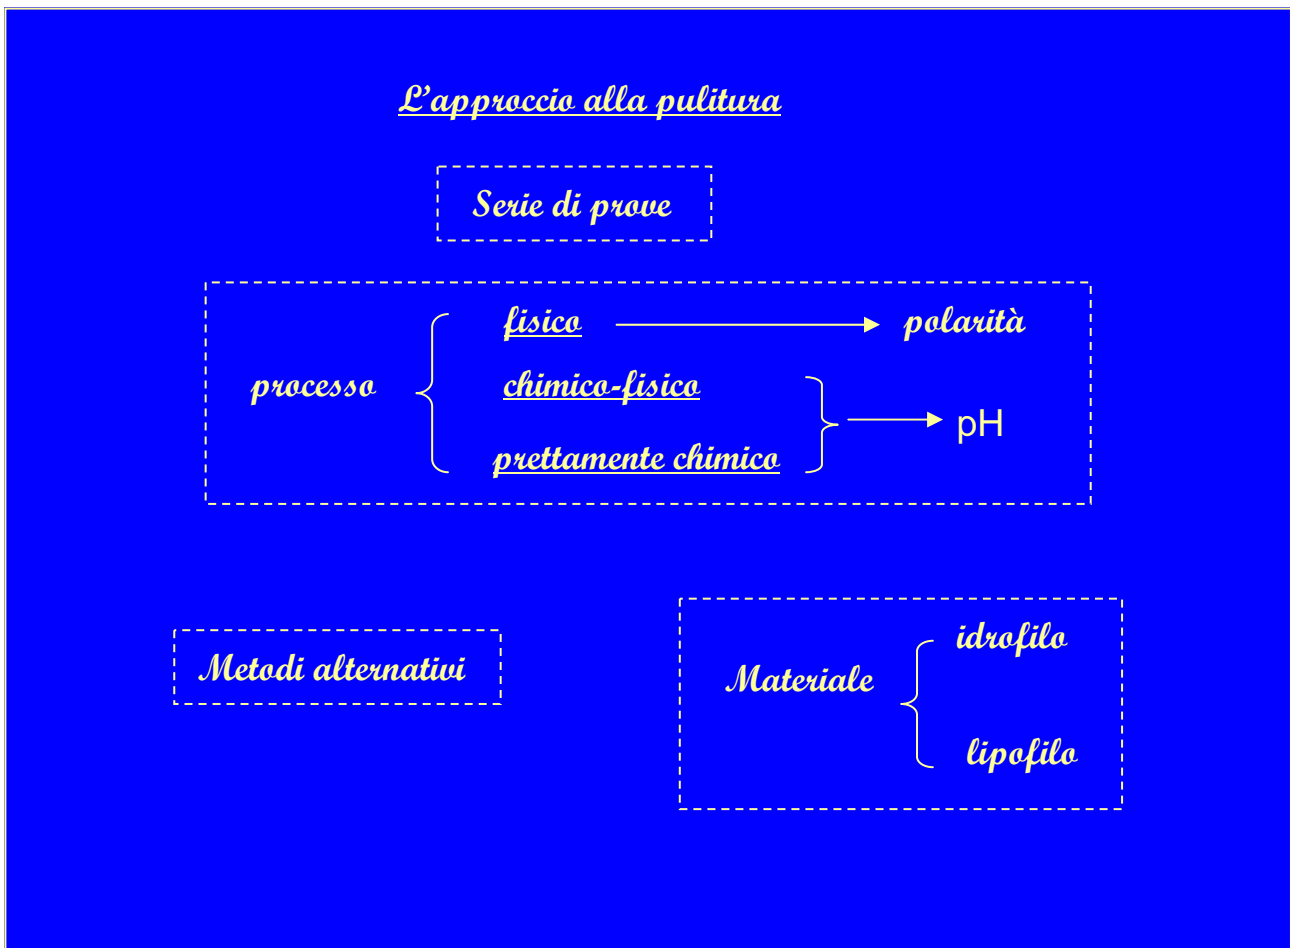 L'approccio alla pulitura
Serie di prove
fisico
polarità
processo
chimico-fisico
pH
prettamente chimico
Metodi alternativi
Materiale
idrofilo
lipofilo